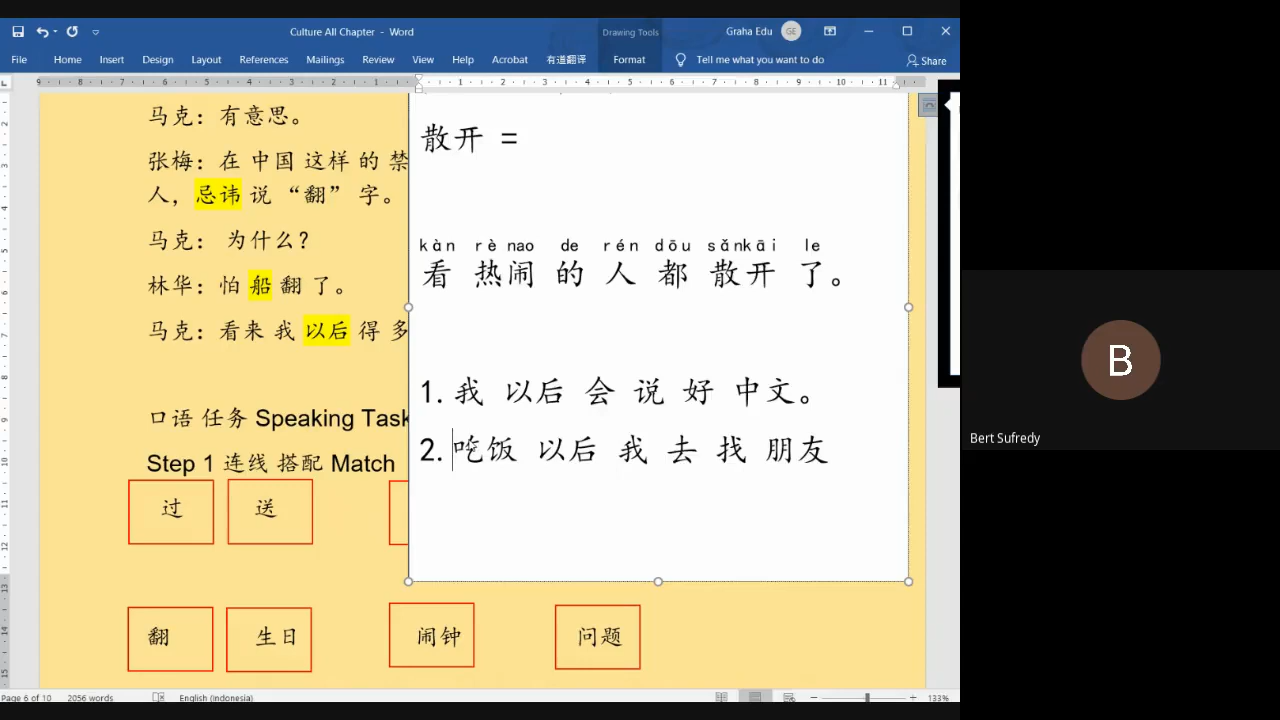 Culture All Chapter - Word
Drawing Tools
Graha Edu
GE
File Home Insert Design Layout References Mailings Review View Help Acrobat 有道翻译 Format Tell me what you want to do Share
马克：有意思。
张梅：在 中国 这样 的 禁
人，忌讳 说 “翻” 字。
马克： 为什么？
林华：怕 船 翻 了。
马克：看来 我 以后 得 多
口语 任务 Speaking Task
Step 1 连线 搭配 Match
过
送
翻
生日
闹钟
问题
散开 =
kàn rè nao de rén dōu sǎnkāi le
看 热闹 的 人 都 散开 了。
1. 我 以后 会 说 好 中文。
2. 吃饭 以后 我 去 找 朋友
B
Bert Sufredy
Page 6 of 10 2056 words English (Indonesia) 133%